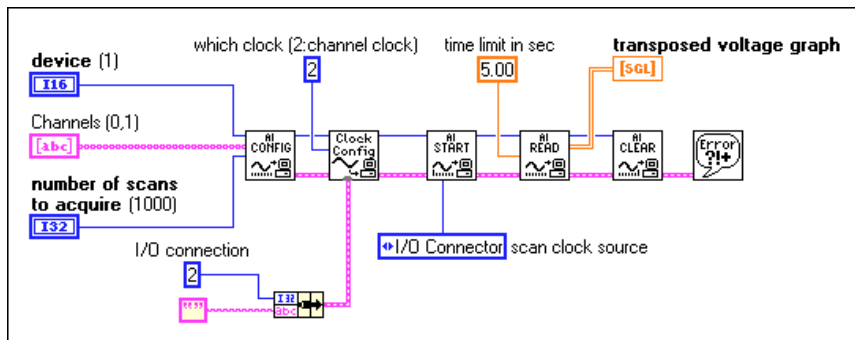 which clock (2:channel clock)
2
time limit in sec
5.00
transposed voltage graph
[SGL]
device (1)
I16
Channels (0,1)
[abc]
number of scans
to acquire (1000)
I32
AI
CONFIG
Clock
Config
AI
START
AI
READ
AI
CLEAR
Error
?!+
I/O connection
2
I32
abc
""
I/O Connector
scan clock source